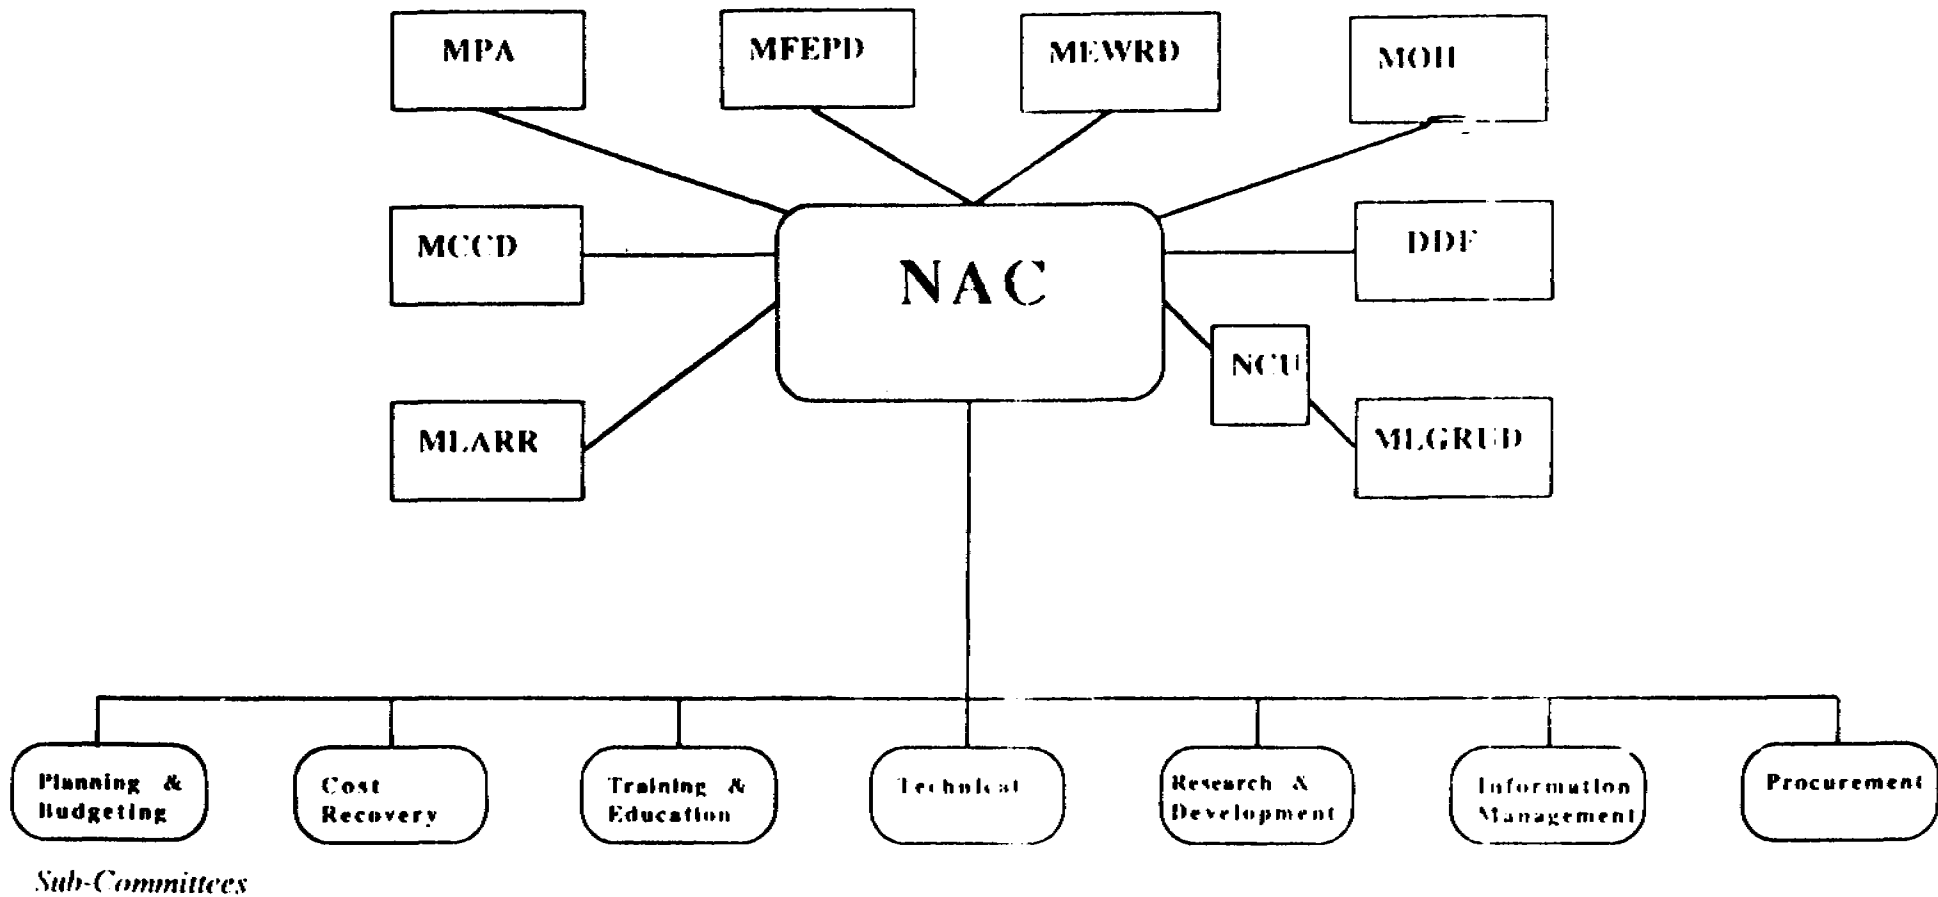 MPA
MFEPD
MEWRD
MOH
MCCD
NAC
DDF
NCU
MLARR
MLGRUD
Planning & Budgeting
Cost Recovery
Training & Education
Technical
Research & Development
Information Management
Procurement
Sub-Committees